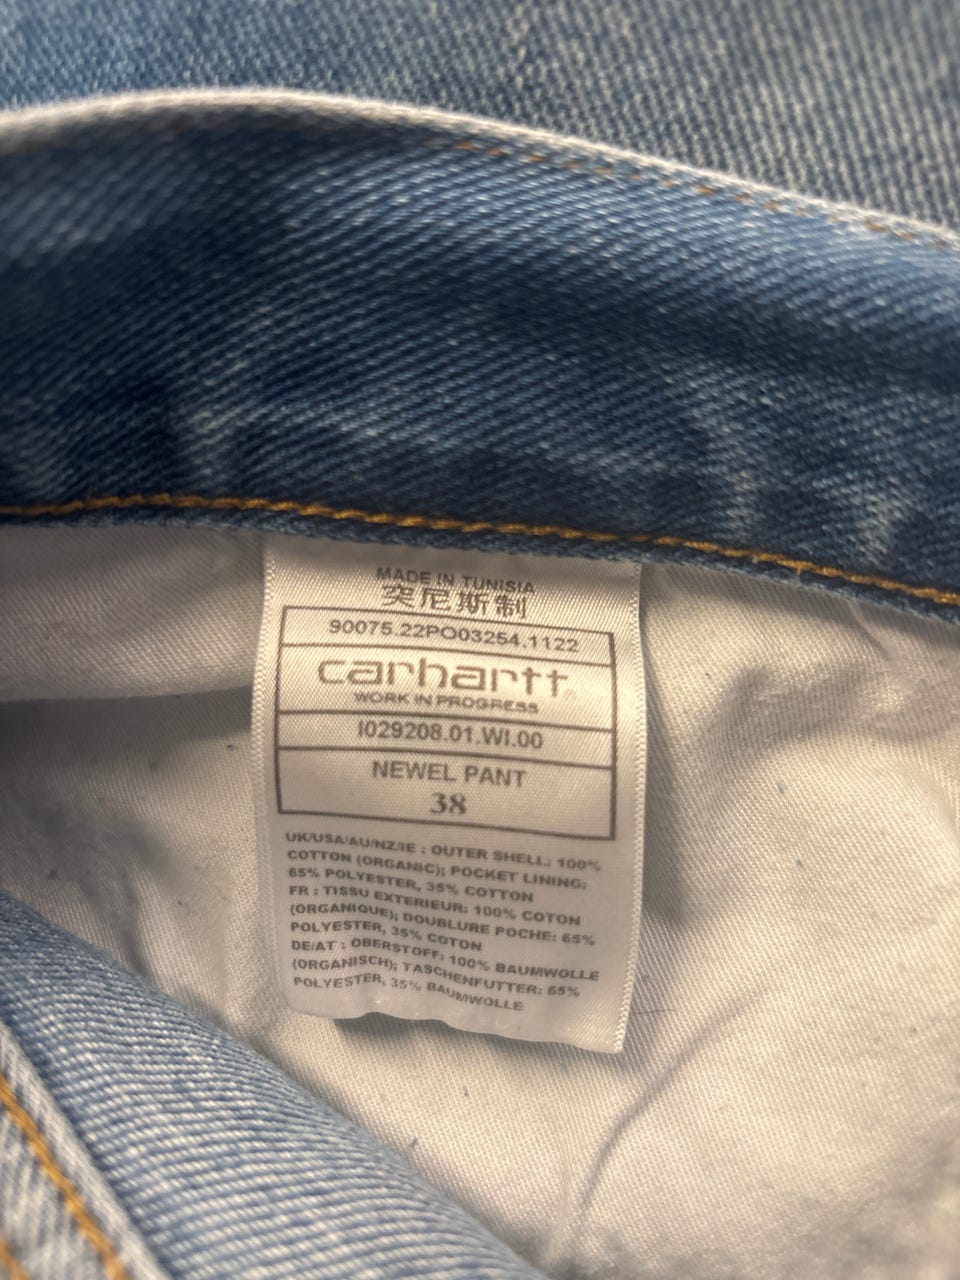 MADE IN TUNISIA
突尼斯制
90075.22PO03254.1122
carhartt
WORK IN PROGRESS
I029208.01.WI.00
NEWEL PANT
38
UK/USA/AU/NZ/IE : OUTER SHELL: 100%
COTTON (ORGANIC); POCKET LINING:
65% POLYESTER, 35% COTTON
FR : TISSU EXTERIEUR: 100% COTON
(ORGANIQUE); DOUBLURE POCHE: 65%
POLYESTER, 35% COTON
DE/AT : OBERSTOFF: 100% BAUMWOLLE
(ORGANISCH); TASCHENFUTTER: 65%
POLYESTER, 35% BAUMWOLLE